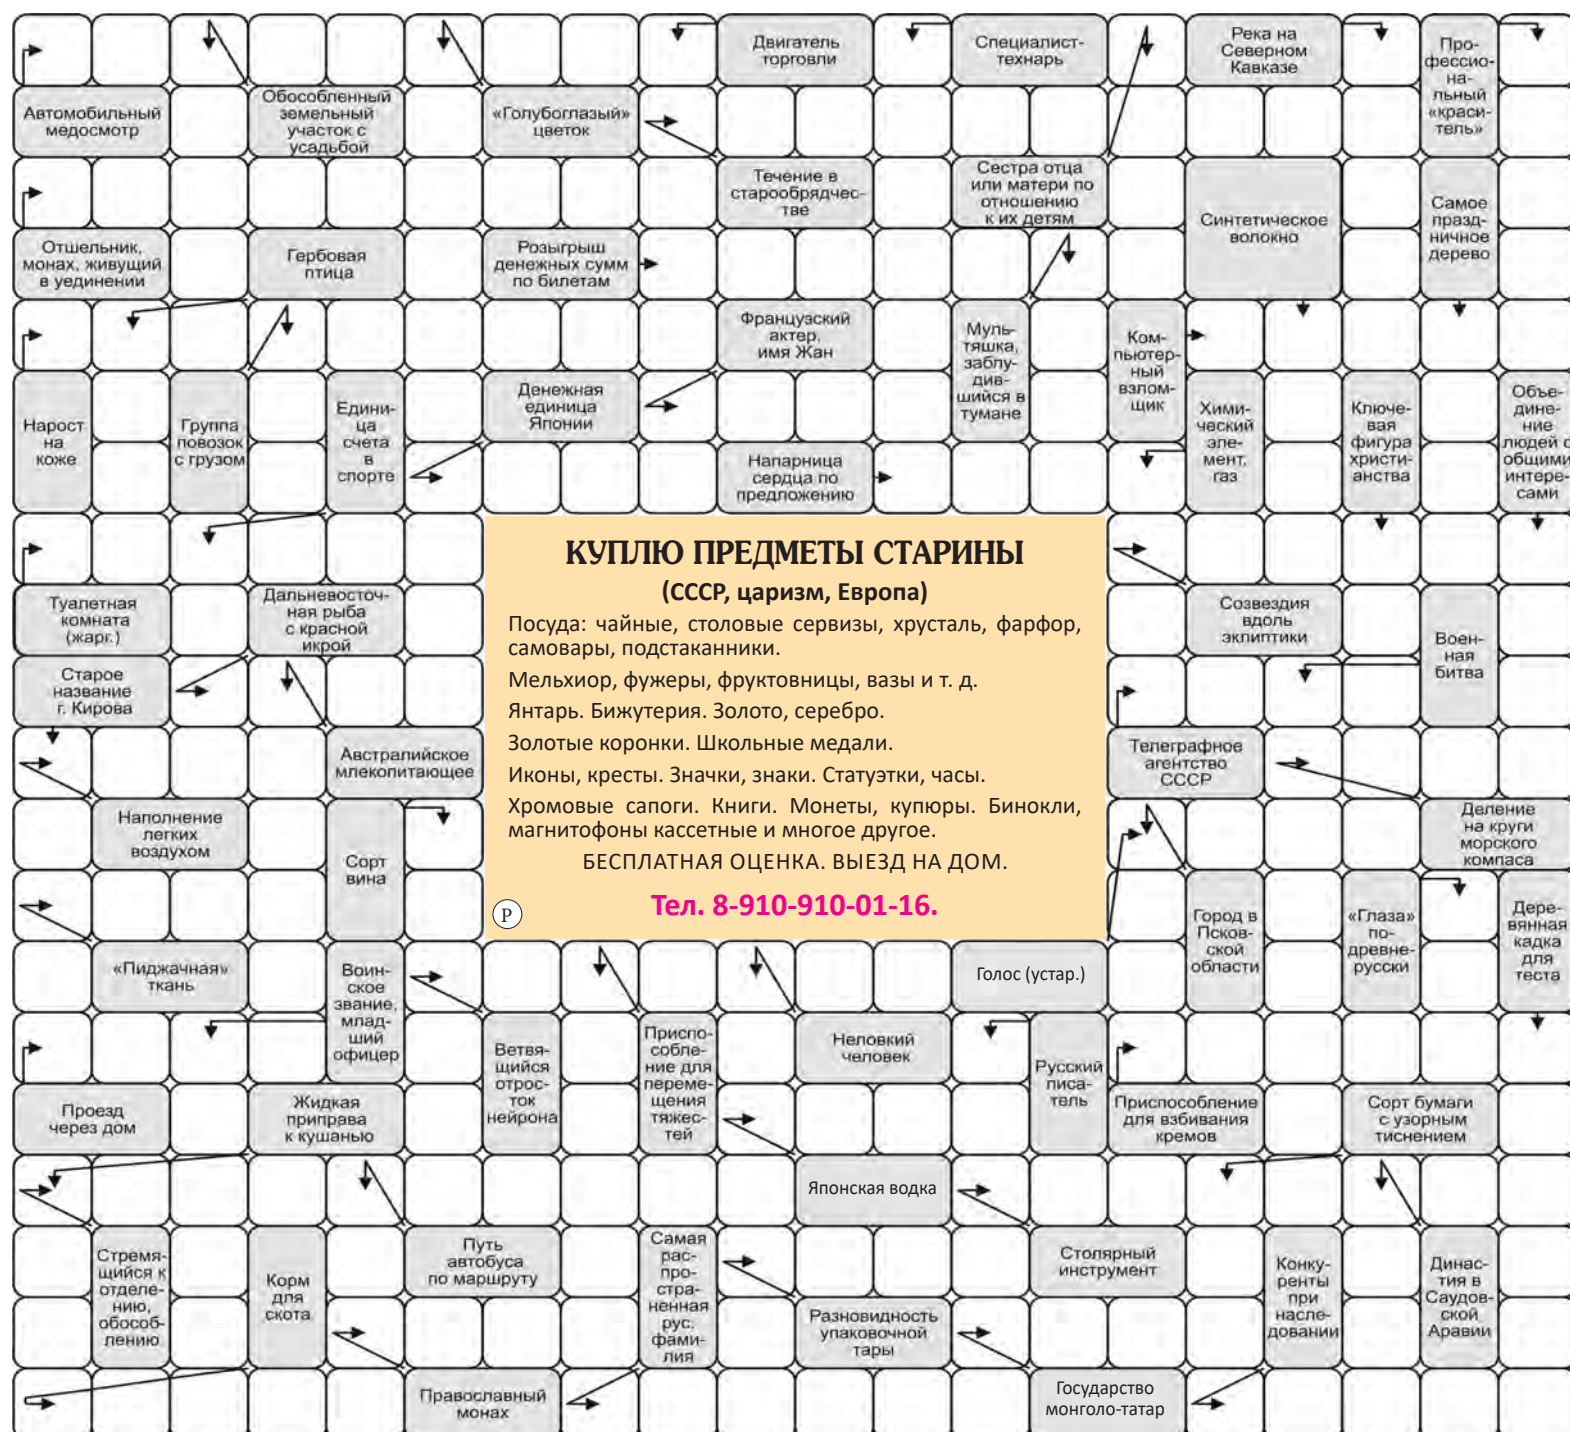 Двигатель
торговли
Специалист-
технарь
Река на
Северном
Кавказе
Про-
фессио-
на-
льный
«краси-
тель»
Автомобильный
медосмотр
Обособленный
земельный
участок с
усадьбой
«Голубоглазый»
цветок
Течение в
старообрядчес-
тве
Сестра отца
или матери по
отношению
к их детям
Синтетическое
волокно
Самое
празд-
ничное
дерево
Отшельник,
монах, живущий
в уединении
Гербовая
птица
Розыгрыш
денежных сумм
по билетам
Французский
актер,
имя Жан
Муль-
тяшка,
заблу-
див-
шийся в
тумане
Ком-
пьютер-
ный
взлом-
щик
Нарост
на
коже
Группа
повозок
с грузом
Едини-
ца
счета
в
спорте
Денежная
единица
Японии
Хими-
ческий
эле-
мент,
газ
Ключе-
вая
фигура
христи-
анства
Объе-
дине-
ние
людей с
общими
интере-
сами
Напарница
сердца по
предложению
КУПЛЮ ПРЕДМЕТЫ СТАРИНЫ
(СССР, царизм, Европа)
Посуда: чайные, столовые сервизы, хрусталь, фарфор,
самовары, подстаканники.
Мельхиор, фужеры, фруктовницы, вазы и т. д.
Янтарь. Бижутерия. Золото, серебро.
Золотые коронки. Школьные медали.
Иконы, кресты. Значки, знаки. Статуэтки, часы.
Хромовые сапоги. Книги. Монеты, купюры. Бинокли,
магнитофоны кассетные и многое другое.
БЕСПЛАТНАЯ ОЦЕНКА. ВЫЕЗД НА ДОМ.
Р
Тел. 8-910-910-01-16.
Туалетная
комната
(жарг.)
Дальневосточ-
ная рыба
с красной
икрой
Созвездия
вдоль
эклиптики
Воен-
ная
битва
Старое
название
г. Кирова
Австралийское
млекопитающее
Телеграфное
агентство
СССР
Наполнение
легких
воздухом
Сорт
вина
Деление
на круги
морского
компаса
Город в
Псков-
ской
области
«Глаза»
по-
древне-
русски
Дере-
вянная
кадка
для
теста
«Пиджачная»
ткань
Воин-
ское
звание,
млад-
ший
офицер
Голос (устар.)
Ветвя-
щийся
отрос-
ток
нейрона
Приспо-
собле-
ние для
переме-
щения
тяжес-
тей
Неловкий
человек
Русский
писа-
тель
Проезд
через дом
Жидкая
приправа
к кушанью
Приспособление
для взбивания
кремов
Сорт бумаги
с узорным
тиснением
Японская водка
Стремя-
щийся к
отделе-
нию,
обособ-
лению
Корм
для
скота
Путь
автобуса
по маршруту
Самая
рас-
про-
стра-
ненная
рус.
фами-
лия
Столярный
инструмент
Конку-
ренты
при
насле-
довании
Динас-
тия в
Саудов-
ской
Аравии
Разновидность
упаковочной
тары
Православный
монах
Государство
монголо-татар